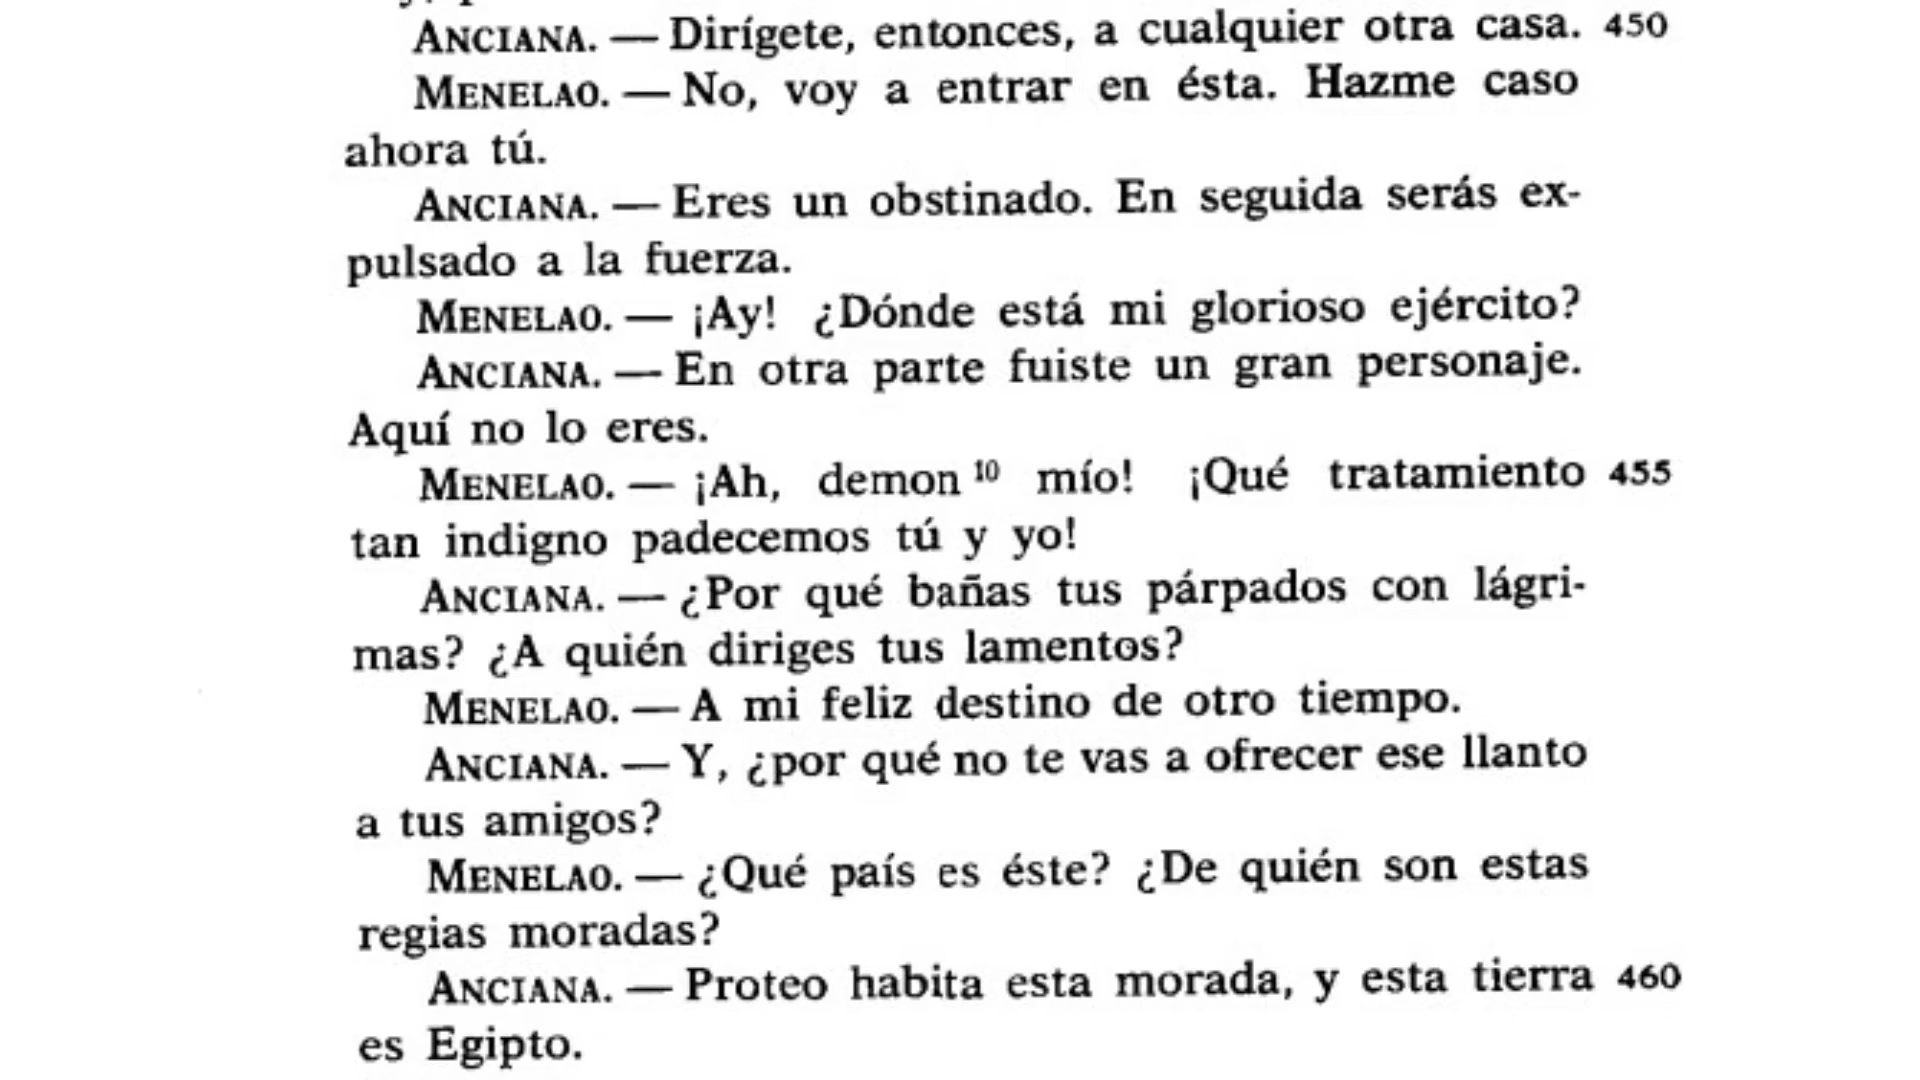 ANCIANA. — Dirígete, entonces, a cualquier otra casa. 450
MENELAO. — No, voy a entrar en ésta. Hazme caso
ahora tú.
ANCIANA. — Eres un obstinado. En seguida serás ex-
pulsado a la fuerza.
MENELAO. — ¡Ay! ¿Dónde está mi glorioso ejército?
ANCIANA. — En otra parte fuiste un gran personaje.
Aquí no lo eres.
MENELAO. — ¡Ah, demon ¹⁰ mío! ¡Qué tratamiento 455
tan indigno padecemos tú y yo!
ANCIANA. — ¿Por qué bañas tus párpados con lágri-
mas? ¿A quién diriges tus lamentos?
MENELAO. — A mi feliz destino de otro tiempo.
ANCIANA. — Y, ¿por qué no te vas a ofrecer ese llanto
a tus amigos?
MENELAO. — ¿Qué país es éste? ¿De quién son estas
regias moradas?
ANCIANA. — Proteo habita esta morada, y esta tierra 460
es Egipto.